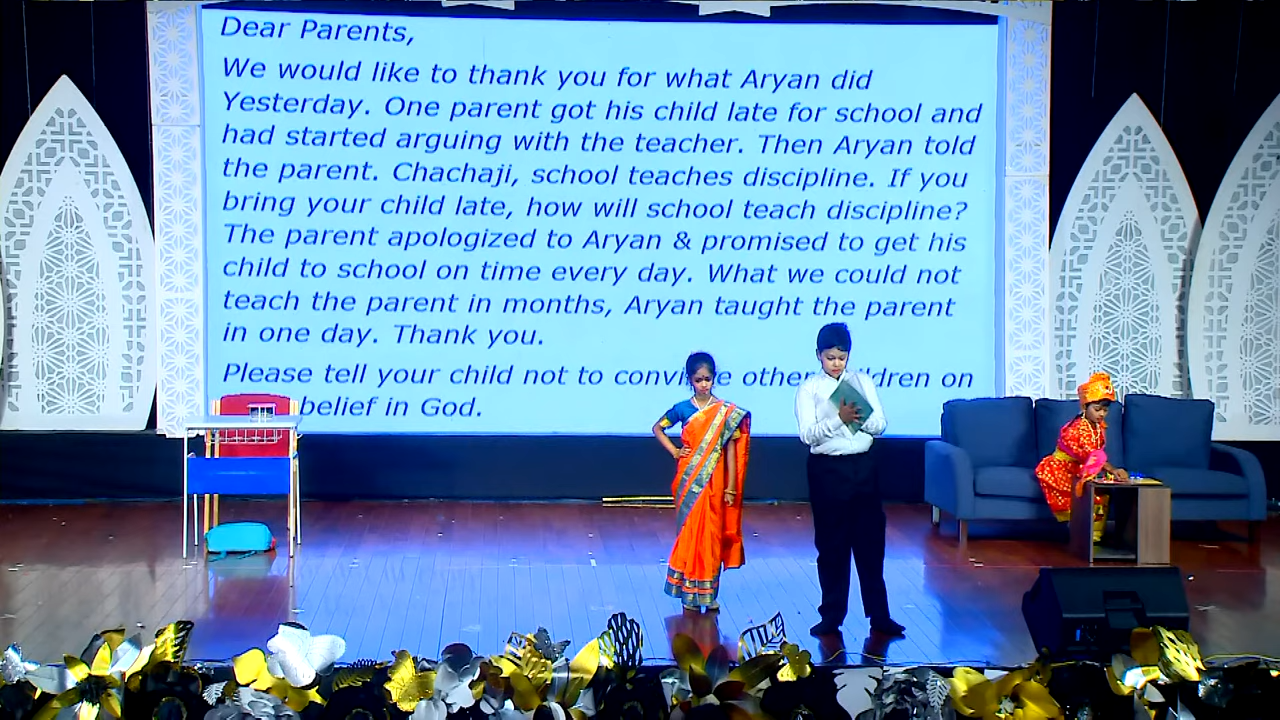 Dear Parents,
We would like to thank you for what Aryan did
Yesterday. One parent got his child late for school and
had started arguing with the teacher. Then Aryan told
the parent. Chachaji, school teaches discipline. If you
bring your child late, how will school teach discipline?
The parent apologized to Aryan & promised to get his
child to school on time every day. What we could not
teach the parent in months, Aryan taught the parent
in one day. Thank you.
Please tell your child not to convince other children on
belief in God.